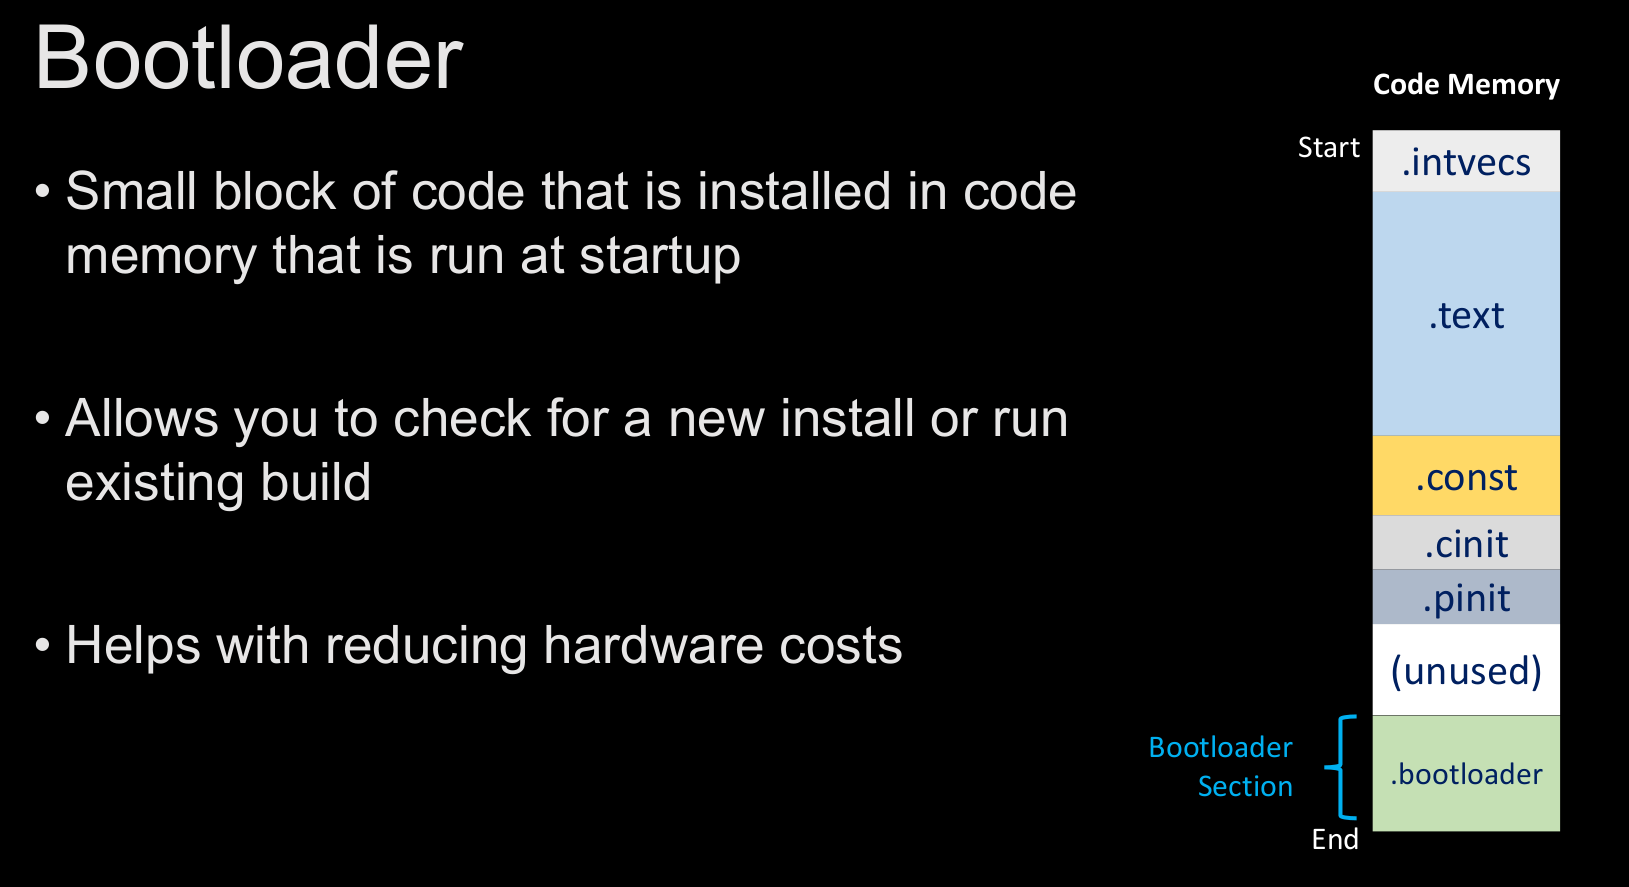 Bootloader
• Small block of code that is installed in code
memory that is run at startup
• Allows you to check for a new install or run
existing build
• Helps with reducing hardware costs
Code Memory
Start
.intvecs
.text
.const
.cinit
.pinit
(unused)
Bootloader
Section
.bootloader
End